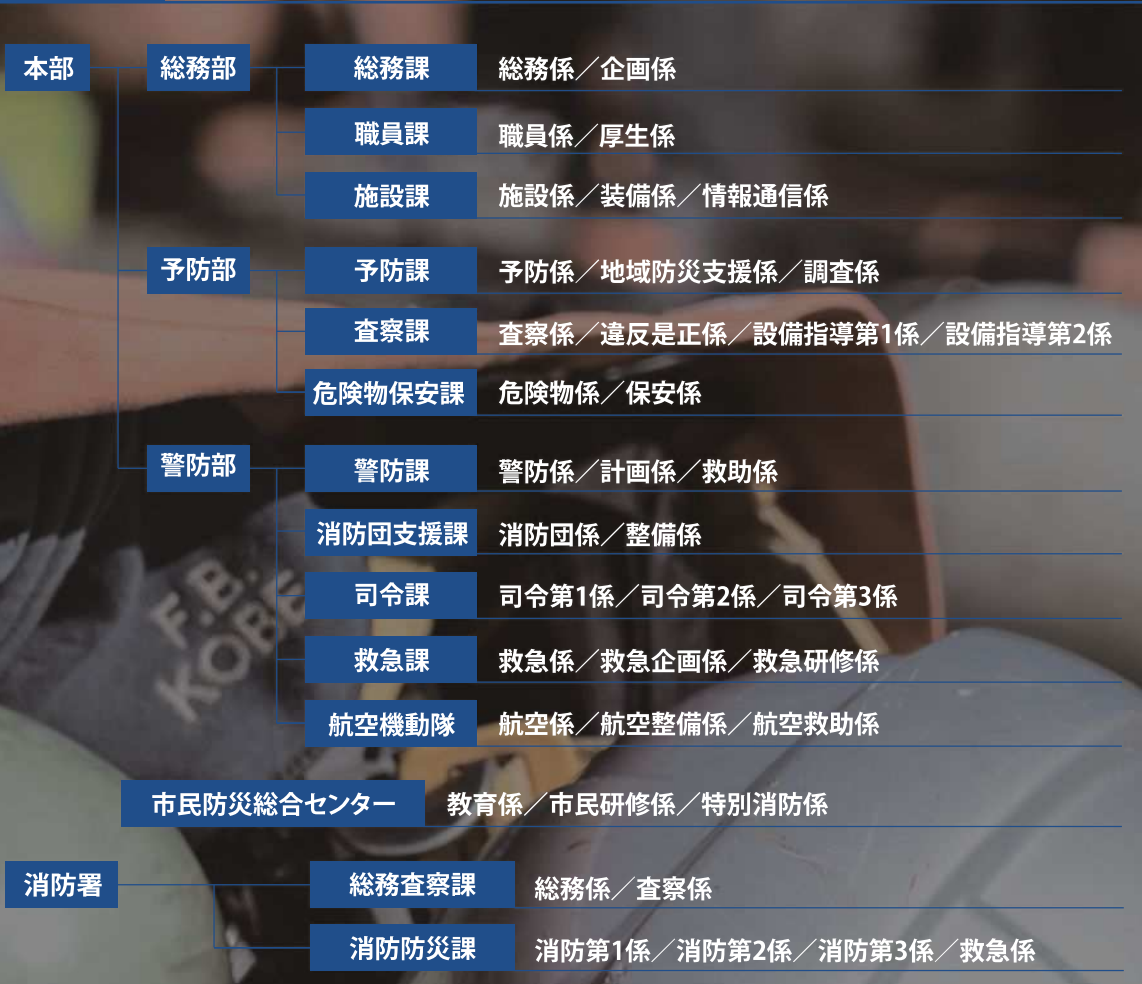 本部 総務部 総務課 総務係／企画係
職員課 職員係／厚生係
施設課 施設係／装備係／情報通信係
予防部 予防課 予防係／地域防災支援係／調査係
査察課 査察係／違反是正係／設備指導第1係／設備指導第2係
危険物保安課 危険物係／保安係
警防部 警防課 警防係／計画係／救助係
消防団支援課 消防団係／整備係
司令課 司令第1係／司令第2係／司令第3係
救急課 救急係／救急企画係／救急研修係
航空機動隊 航空係／航空整備係／航空救助係
市民防災総合センター 教育係／市民研修係／特別消防係
消防署 総務査察課 総務係／査察係
消防防災課 消防第1係／消防第2係／消防第3係／救急係
F.B.
KOBE